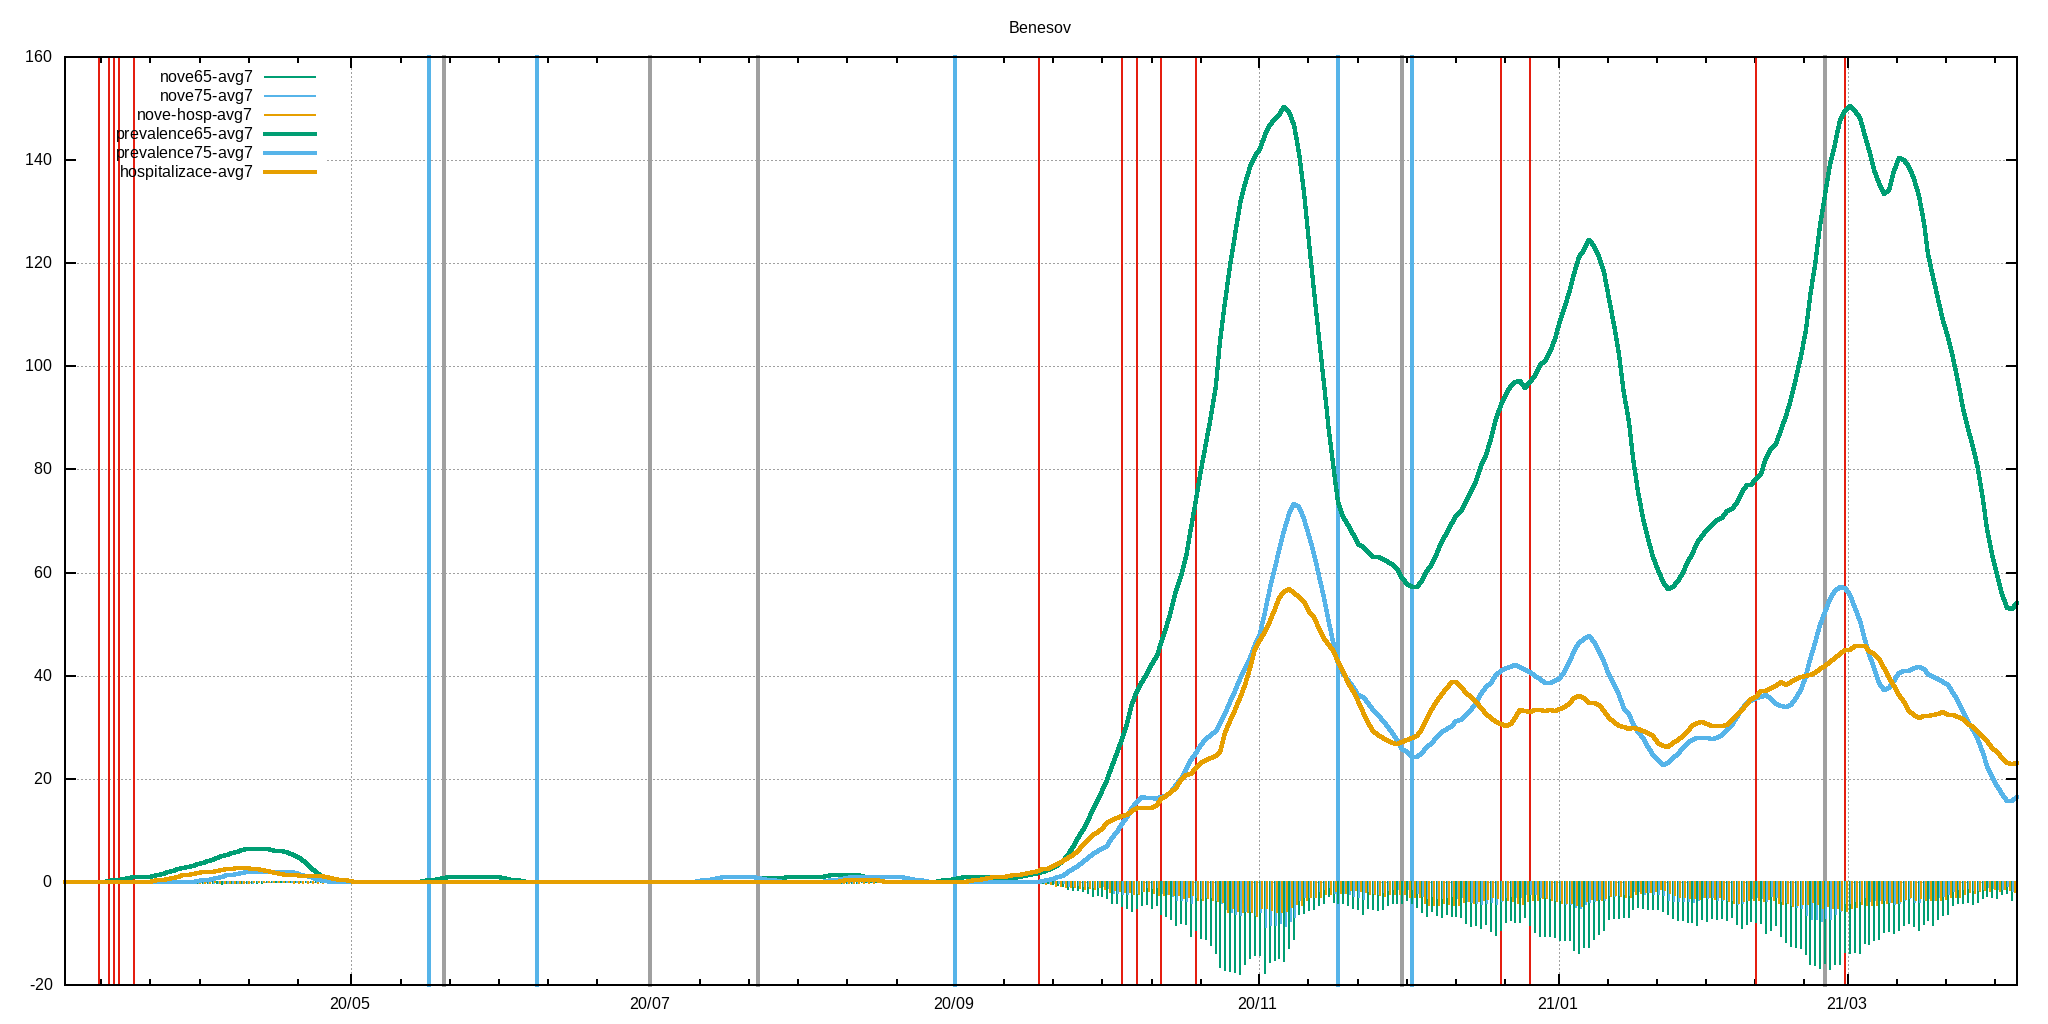 Benesov
160
nove65-avg7
nove75-avg7
nove-hosp-avg7
prevalence65-avg7
prevalence75-avg7
hospitalizace-avg7
140
120
100
80
60
40
20
0
-20
20/05 20/07 20/09 20/11 21/01 21/03